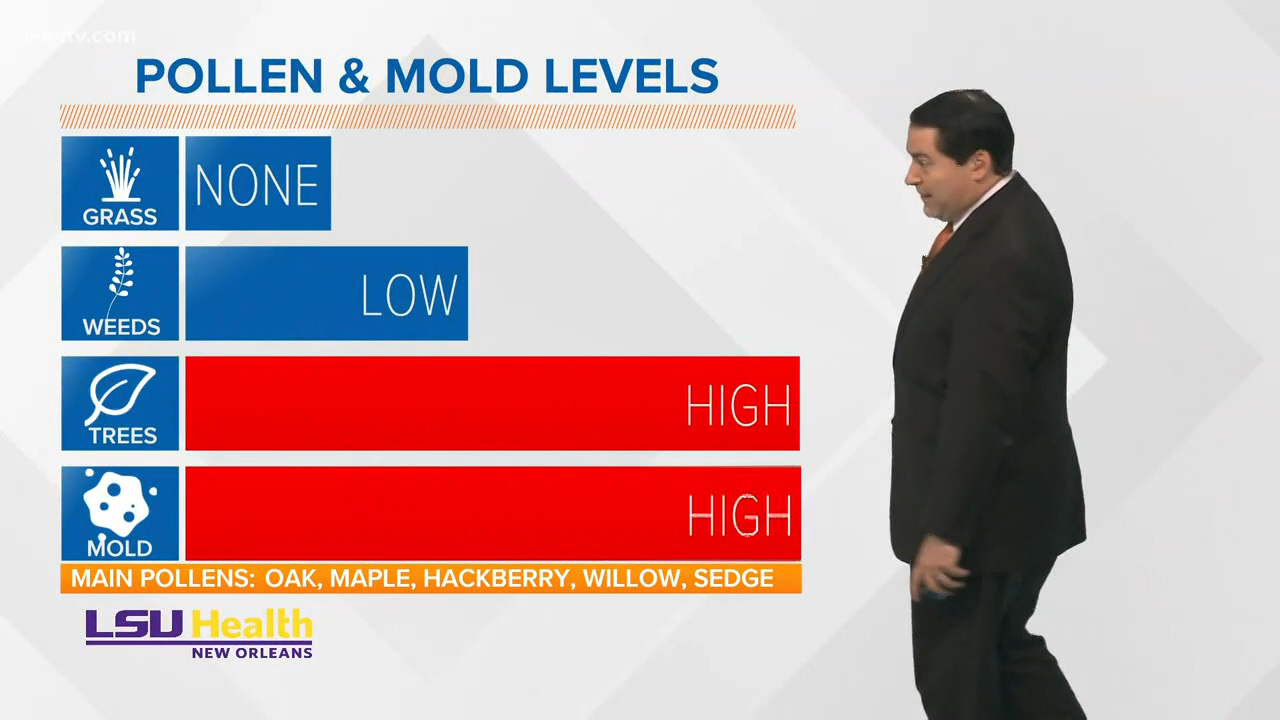 POLLEN & MOLD LEVELS
GRASS
NONE
WEEDS
LOW
TREES
HIGH
MOLD
HIGH
MAIN POLLENS: OAK, MAPLE, HACKBERRY, WILLOW, SEDGE
LSU Health
NEW ORLEANS